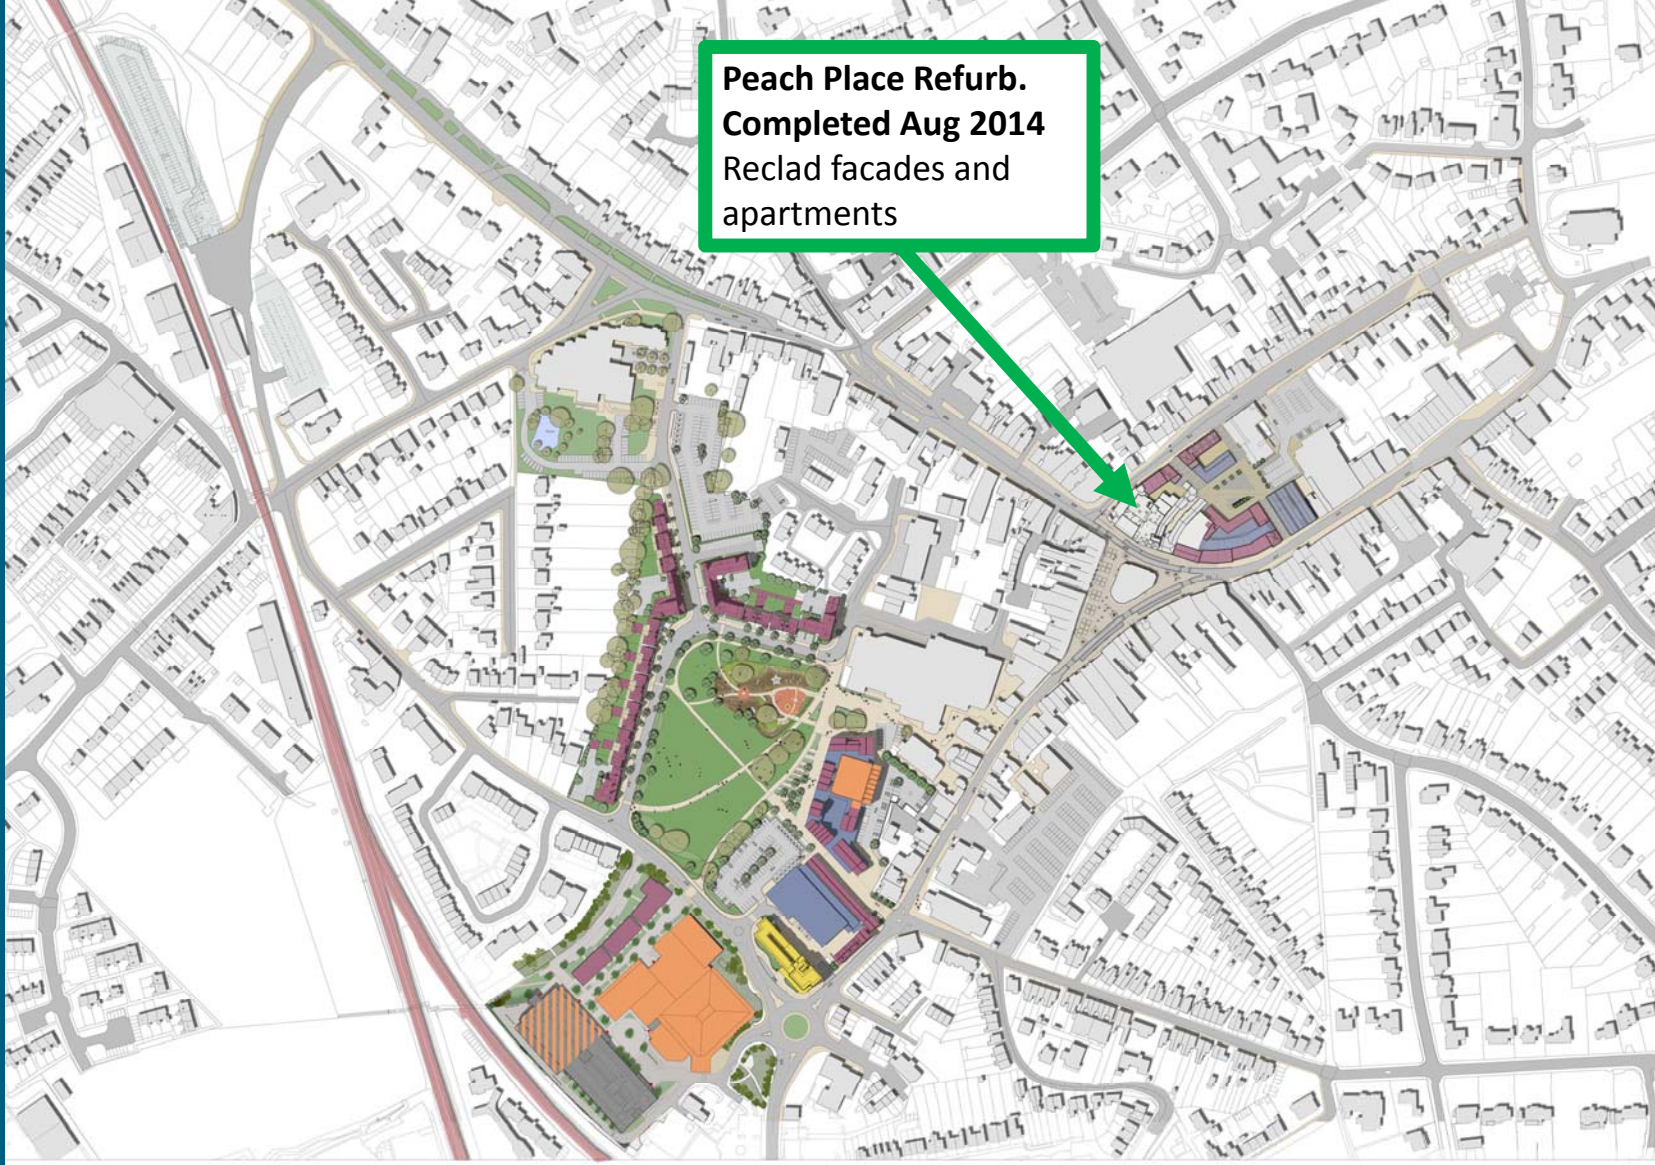 Peach Place Refurb.
Completed Aug 2014
Reclad facades and
apartments